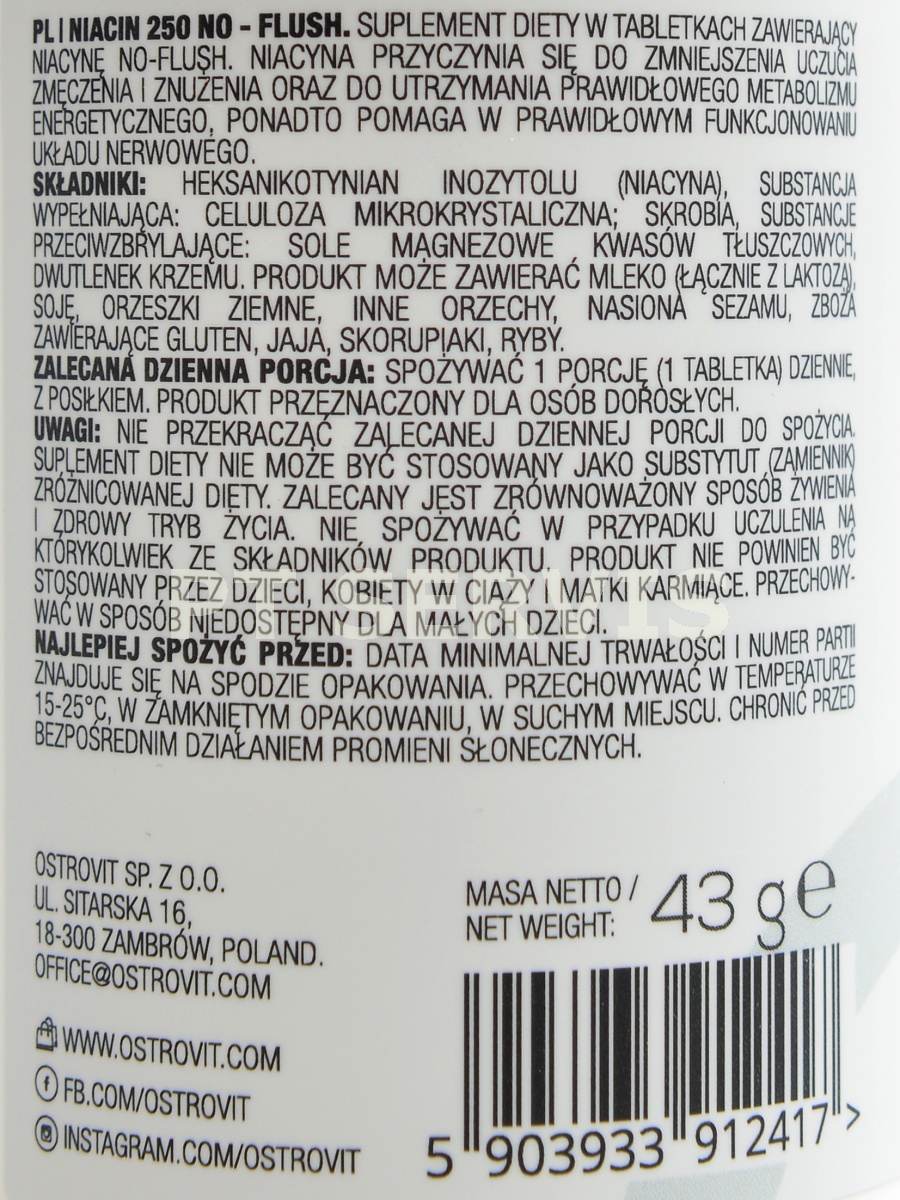 PL | NIACIN 250 NO - FLUSH. SUPLEMENT DIETY W TABLETKACH ZAWIERAJĄCY
NIACYNĘ NO-FLUSH. NIACYNA PRZYCZYNIA SIĘ DO ZMNIEJSZENIA UCZUCIA
ZMĘCZENIA I ZNUŻENIA ORAZ DO UTRZYMANIA PRAWIDŁOWEGO METABOLIZMU
ENERGETYCZNEGO, PONADTO POMAGA W PRAWIDŁOWYM FUNKCJONOWANIU
UKŁADU NERWOWEGO.
SKŁADNIKI: HEKSANIKOTYNIAN INOZYTOLU (NIACYNA), SUBSTANCJA
WYPEŁNIAJĄCA: CELULOZA MIKROKRYSTALICZNA; SKROBIA, SUBSTANCJE
PRZECIWZBRYLAJĄCE: SOLE MAGNEZOWE KWASÓW TŁUSZCZOWYCH,
DWUTLENEK KRZEMU. PRODUKT MOŻE ZAWIERAĆ MLEKO (ŁĄCZNIE Z LAKTOZĄ),
SOJĘ, ORZESZKI ZIEMNE, INNE ORZECHY, NASIONA SEZAMU, ZBOŻA
ZAWIERAJĄCE GLUTEN, JAJA, SKORUPIAKI, RYBY.
ZALECANA DZIENNA PORCJA: SPOŻYWAĆ 1 PORCJĘ (1 TABLETKA) DZIENNIE,
Z POSIŁKIEM. PRODUKT PRZEZNACZONY DLA OSÓB DOROSŁYCH.
UWAGI: NIE PRZEKRACZAĆ ZALECANEJ DZIENNEJ PORCJI DO SPOŻYCIA.
SUPLEMENT DIETY NIE MOŻE BYĆ STOSOWANY JAKO SUBSTYTUT (ZAMIENNIK)
ZRÓŻNICOWANEJ DIETY. ZALECANY JEST ZRÓWNOWAŻONY SPOSÓB ŻYWIENIA
I ZDROWY TRYB ŻYCIA. NIE SPOŻYWAĆ W PRZYPADKU UCZULENIA NA
KTÓRYKOLWIEK ZE SKŁADNIKÓW PRODUKTU. PRODUKT NIE POWINIEN BYĆ
STOSOWANY PRZEZ DZIECI, KOBIETY W CIĄŻY I MATKI KARMIĄCE. PRZECHOWY-
WAĆ W SPOSÓB NIEDOSTĘPNY DLA MAŁYCH DZIECI.
NAJLEPIEJ SPOŻYĆ PRZED: DATA MINIMALNEJ TRWAŁOŚCI I NUMER PARTII
ZNAJDUJE SIĘ NA SPODZIE OPAKOWANIA. PRZECHOWYWAĆ W TEMPERATURZE
15-25°C, W ZAMKNIĘTYM OPAKOWANIU, W SUCHYM MIEJSCU. CHRONIĆ PRZED
BEZPOŚREDNIM DZIAŁANIEM PROMIENI SŁONECZNYCH.
OSTROVIT SP. Z O.O.
UL. SITARSKA 16,
18-300 ZAMBRÓW, POLAND.
OFFICE@OSTROVIT.COM
WWW.OSTROVIT.COM
FB.COM/OSTROVIT
INSTAGRAM.COM/OSTROVIT
MASA NETTO /
NET WEIGHT: 43 g e
5 903933 912417 >